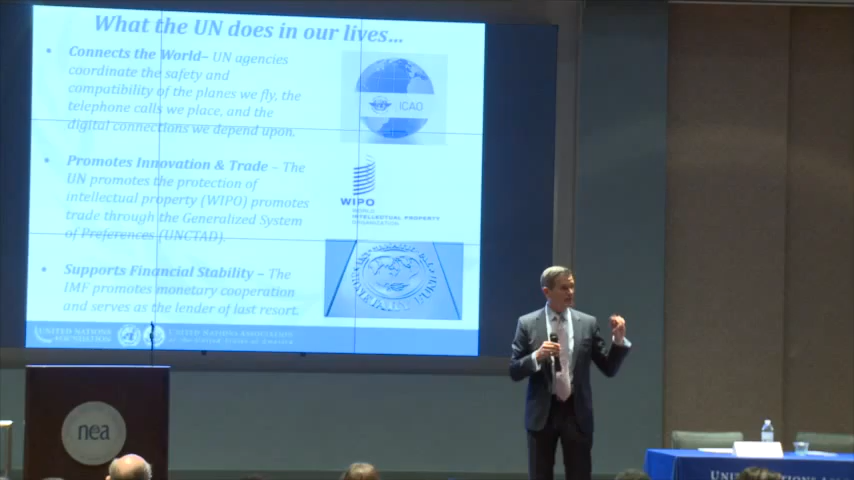 What the UN does in our lives...
• Connects the World– UN agencies
coordinate the safety and
computibility of the planes we fly, the
telephone calls we place, and the
digital connections we depend upon.
ICAO
• Promotes Innovation & Trade – The
UN promotes the protection of
intellectual property (WIPO) promotes
trade through the Generalized System
of Preferences (UNCTAD).
WIPO
WORLD
INTELLECTUAL PROPERTY
ORGANIZATION
• Supports Financial Stability – The
IMF promotes monetary cooperation
and serves as the lender of last resort.
MONETARY FUND
UNITED NATIONS
FOUNDATION
UNITED NATIONS ASSOCIATION
of the United States of America
nea